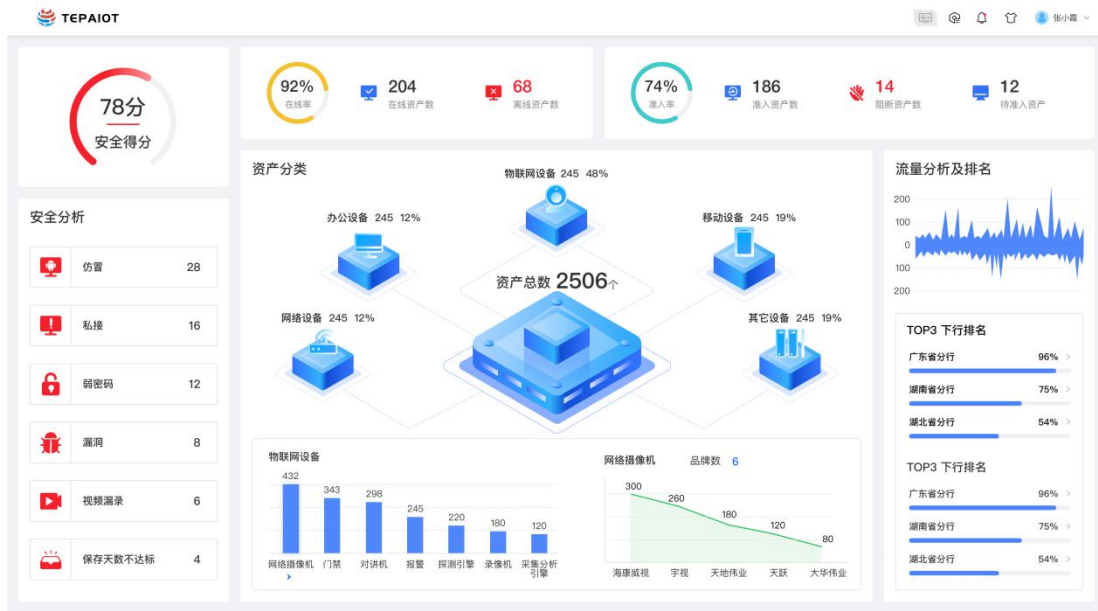 TEPAIOT
张小霞
78分
安全得分
92%
在线率
204
在线资产数
68
离线资产数
74%
准入率
186
准入资产数
14
阻断资产数
12
待准入资产
安全分析
仿冒 28
私接 16
弱密码 12
漏洞 8
视频漏录 6
保存天数不达标 4
资产分类
物联网设备 245 48%
办公设备 245 12%
移动设备 245 19%
资产总数 2506个
网络设备 245 12%
其它设备 245 19%
物联网设备
432
343
298
245
220
180
120
网络摄像机 门禁 对讲机 报警 探测引擎 录像机 采集分析
引擎
网络摄像机 品牌数 6
300
260
180
120
80
海康威视 宇视 天地伟业 天跃 大华伟业
流量分析及排名
200
100
0
100
200
TOP3 下行排名
广东省分行 96%
湖南省分行 75%
湖北省分行 54%
TOP3 下行排名
广东省分行 96%
湖南省分行 75%
湖北省分行 54%